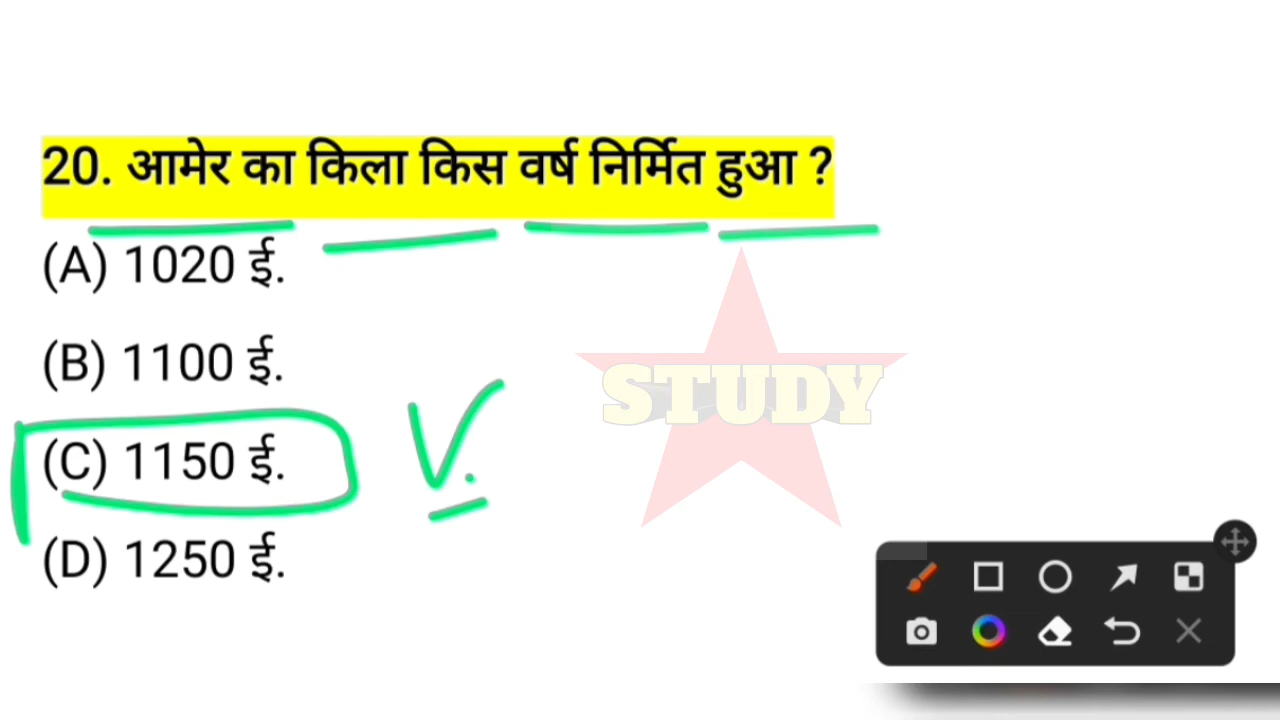 20. आमेर का किला किस वर्ष निर्मित हुआ ?
(A) 1020 ई.
(B) 1100 ई.
(C) 1150 ई.
(D) 1250 ई.
STUDY